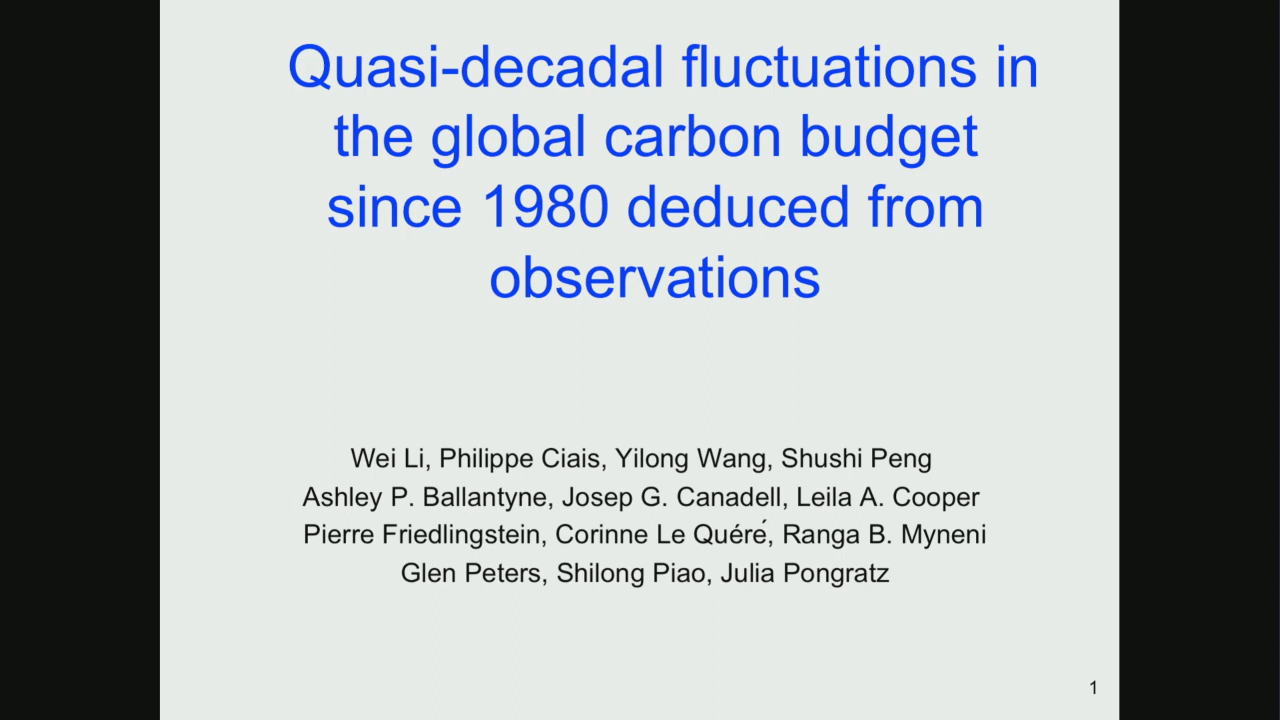 Quasi-decadal fluctuations in
the global carbon budget
since 1980 deduced from
observations
Wei Li, Philippe Ciais, Yilong Wang, Shushi Peng
Ashley P. Ballantyne, Josep G. Canadell, Leila A. Cooper
Pierre Friedlingstein, Corinne Le Quéré, Ranga B. Myneni
Glen Peters, Shilong Piao, Julia Pongratz
1